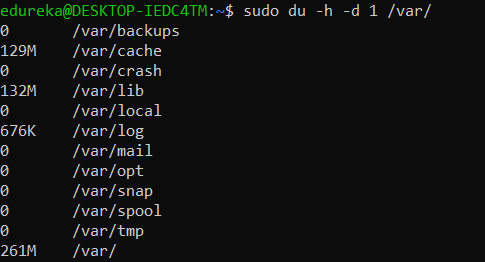 edureka@DESKTOP-IEDC4TM:~$ sudo du -h -d 1 /var/
0 /var/backups
129M /var/cache
0 /var/crash
132M /var/lib
0 /var/local
676K /var/log
0 /var/mail
0 /var/opt
0 /var/snap
0 /var/spool
0 /var/tmp
261M /var/